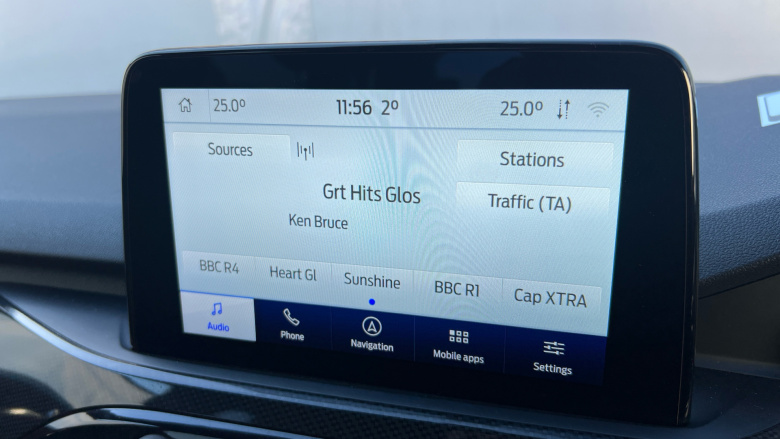 25.0º 11:56 2º 25.0º
Sources Stations
Grt Hits Glos Traffic (TA)
Ken Bruce
BBC R4 Heart Gl Sunshine BBC R1 Cap XTRA
Audio Phone Navigation Mobile apps Settings